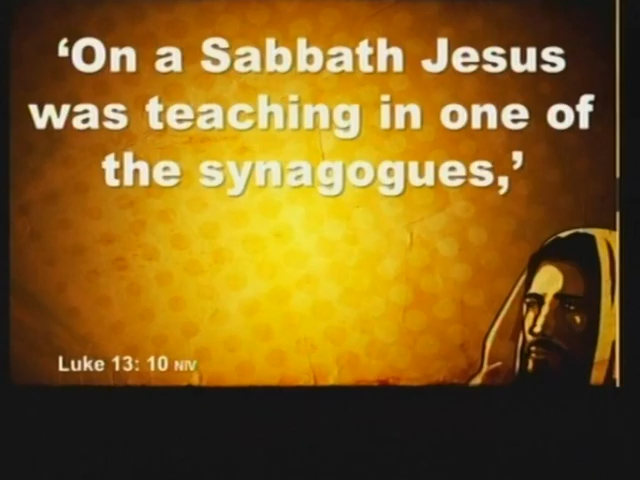 ‘On a Sabbath Jesus
was teaching in one of
the synagogues,’
Luke 13: 10 NIV